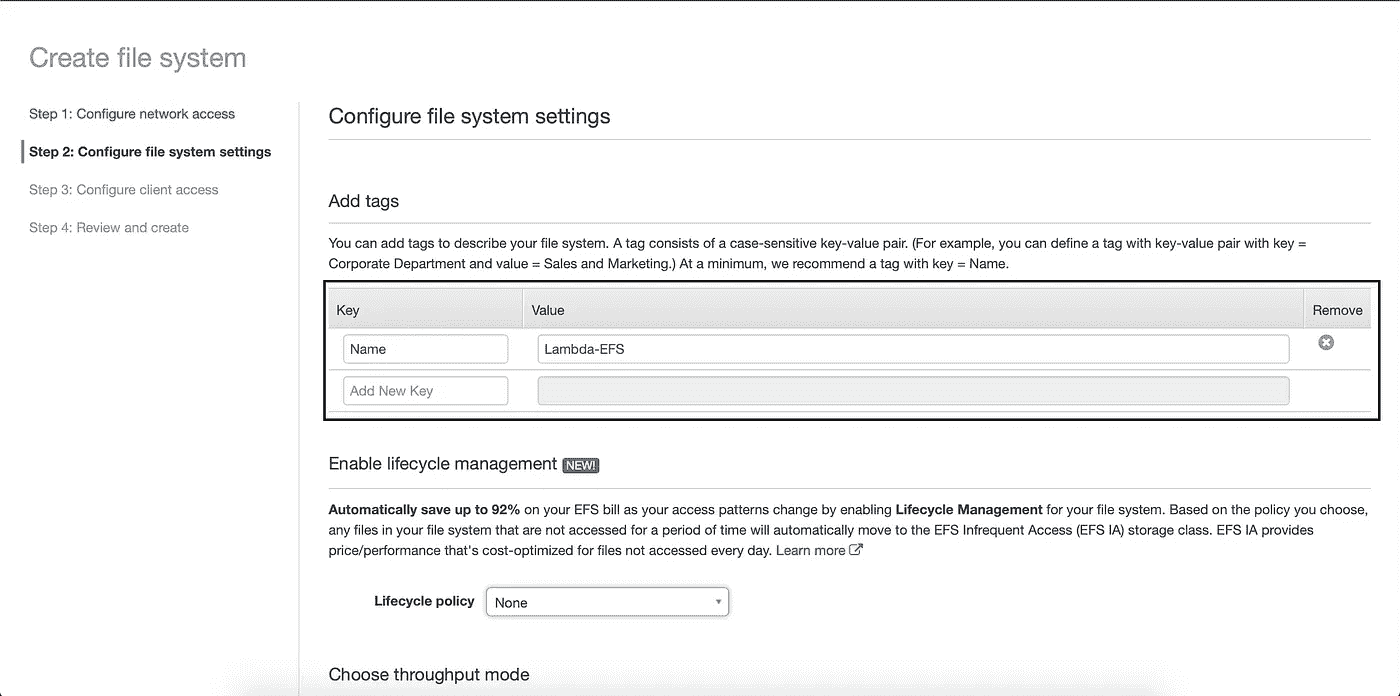 Create file system
Step 1: Configure network access
Step 2: Configure file system settings
Step 3: Configure client access
Step 4: Review and create
Configure file system settings
Add tags
You can add tags to describe your file system. A tag consists of a case-sensitive key-value pair. (For example, you can define a tag with key-value pair with key =
Corporate Department and value = Sales and Marketing.) At a minimum, we recommend a tag with key = Name.
Key Value Remove
Name Lambda-EFS
Add New Key
Enable lifecycle management NEW!
Automatically save up to 92% on your EFS bill as your access patterns change by enabling Lifecycle Management for your file system. Based on the policy you choose,
any files in your file system that are not accessed for a period of time will automatically move to the EFS Infrequent Access (EFS IA) storage class. EFS IA provides
price/performance that's cost-optimized for files not accessed every day. Learn more
Lifecycle policy None
Choose throughput mode